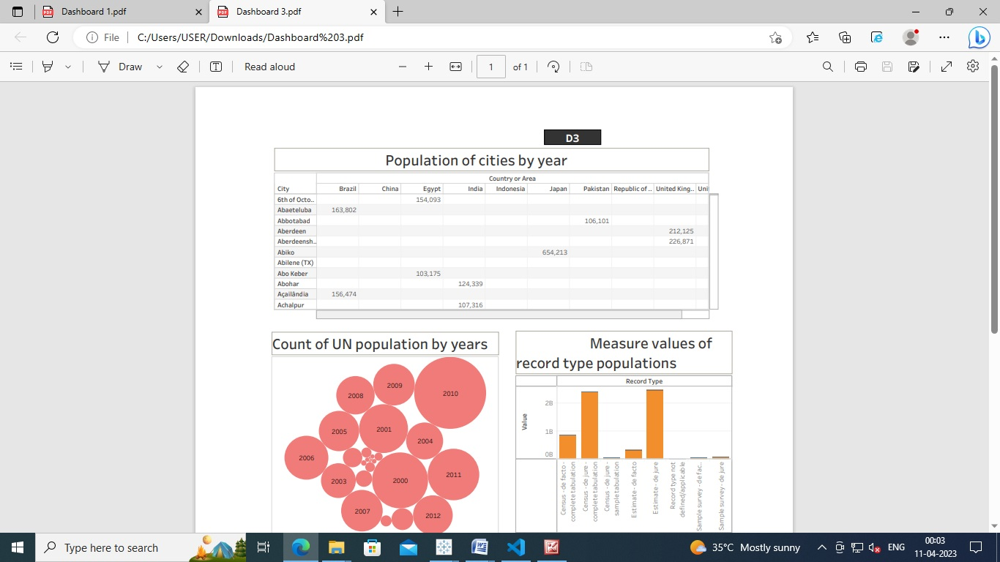 Dashboard 1.pdf
Dashboard 3.pdf
File
C:/Users/USER/Downloads/Dashboard%203.pdf
Draw
Read aloud
1
of 1
D3
Population of cities by year
Country or Area
City Brazil China Egypt India Indonesia Japan Pakistan Republic of .. United King.. Uni
6th of Octo.. 154,093
Abaeteluba 163,802
Abbotabad 106,101
Aberdeen 212,125
Aberdeensh.. 226,871
Abiko 654,213
Abilene (TX)
Abo Keber 103,175
Abohar 124,339
Açailândia 156,474
Achalpur 107,316
Count of UN population by years
2009
2010
2008
2005
2001
2004
2006
2003
2000
2011
2007
2012
Measure values of
record type populations
Record Type
Value
2B
1B
0B
Census - de facto -
complete tabulation
Census - de jure -
complete tabulation
Census - de jure -
sample tabulation
Estimate - de facto
Estimate - de jure
Record type not
defined/applicable
Sample survey - de fac..
Sample survey - de jure
Type here to search
35°C Mostly sunny
ENG
00:03
11-04-2023